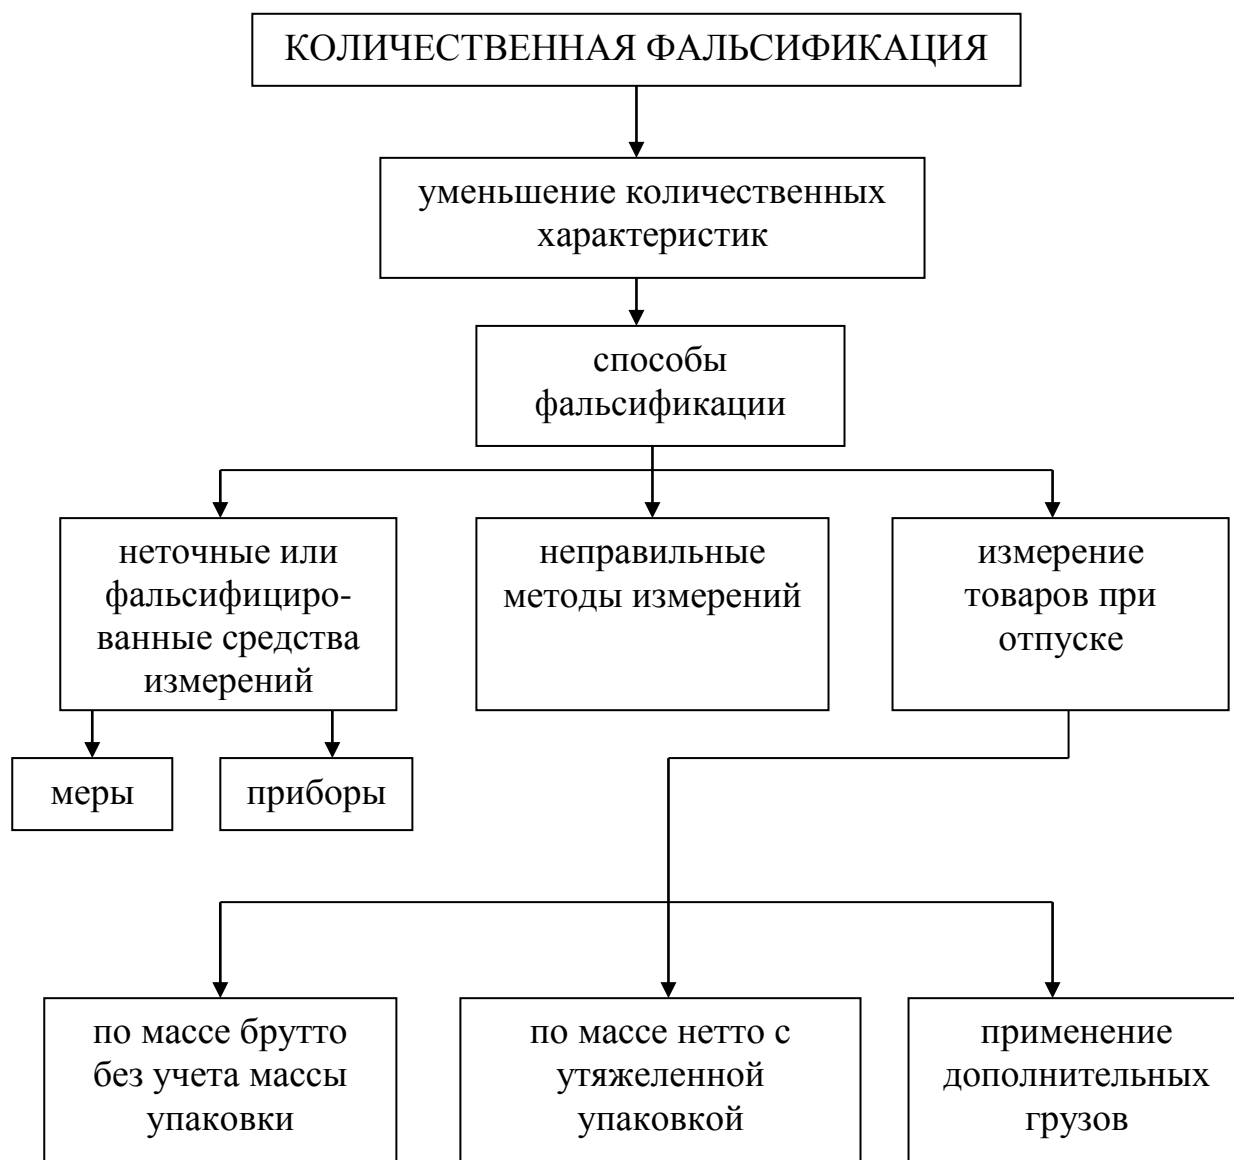 КОЛИЧЕСТВЕННАЯ ФАЛЬСИФИКАЦИЯ
уменьшение количественных
характеристик
способы
фальсификации
неточные или
фальсифициро-
ванные средства
измерений
неправильные
методы измерений
измерение
товаров при
отпуске
меры
приборы
по массе брутто
без учета массы
упаковки
по массе нетто с
утяжеленной
упаковкой
применение
дополнительных
грузов